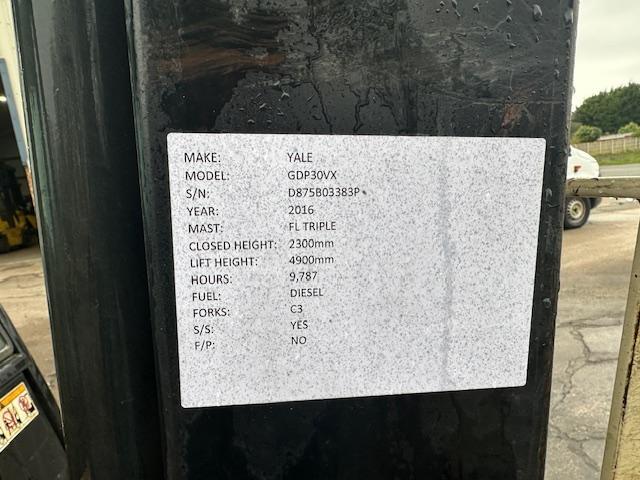 MAKE: YALE
MODEL: GDP30VX
S/N: D875B03383P
YEAR: 2016
MAST: FL TRIPLE
CLOSED HEIGHT: 2300mm
LIFT HEIGHT: 4900mm
HOURS: 9,787
FUEL: DIESEL
FORKS: C3
S/S: YES
F/P: NO